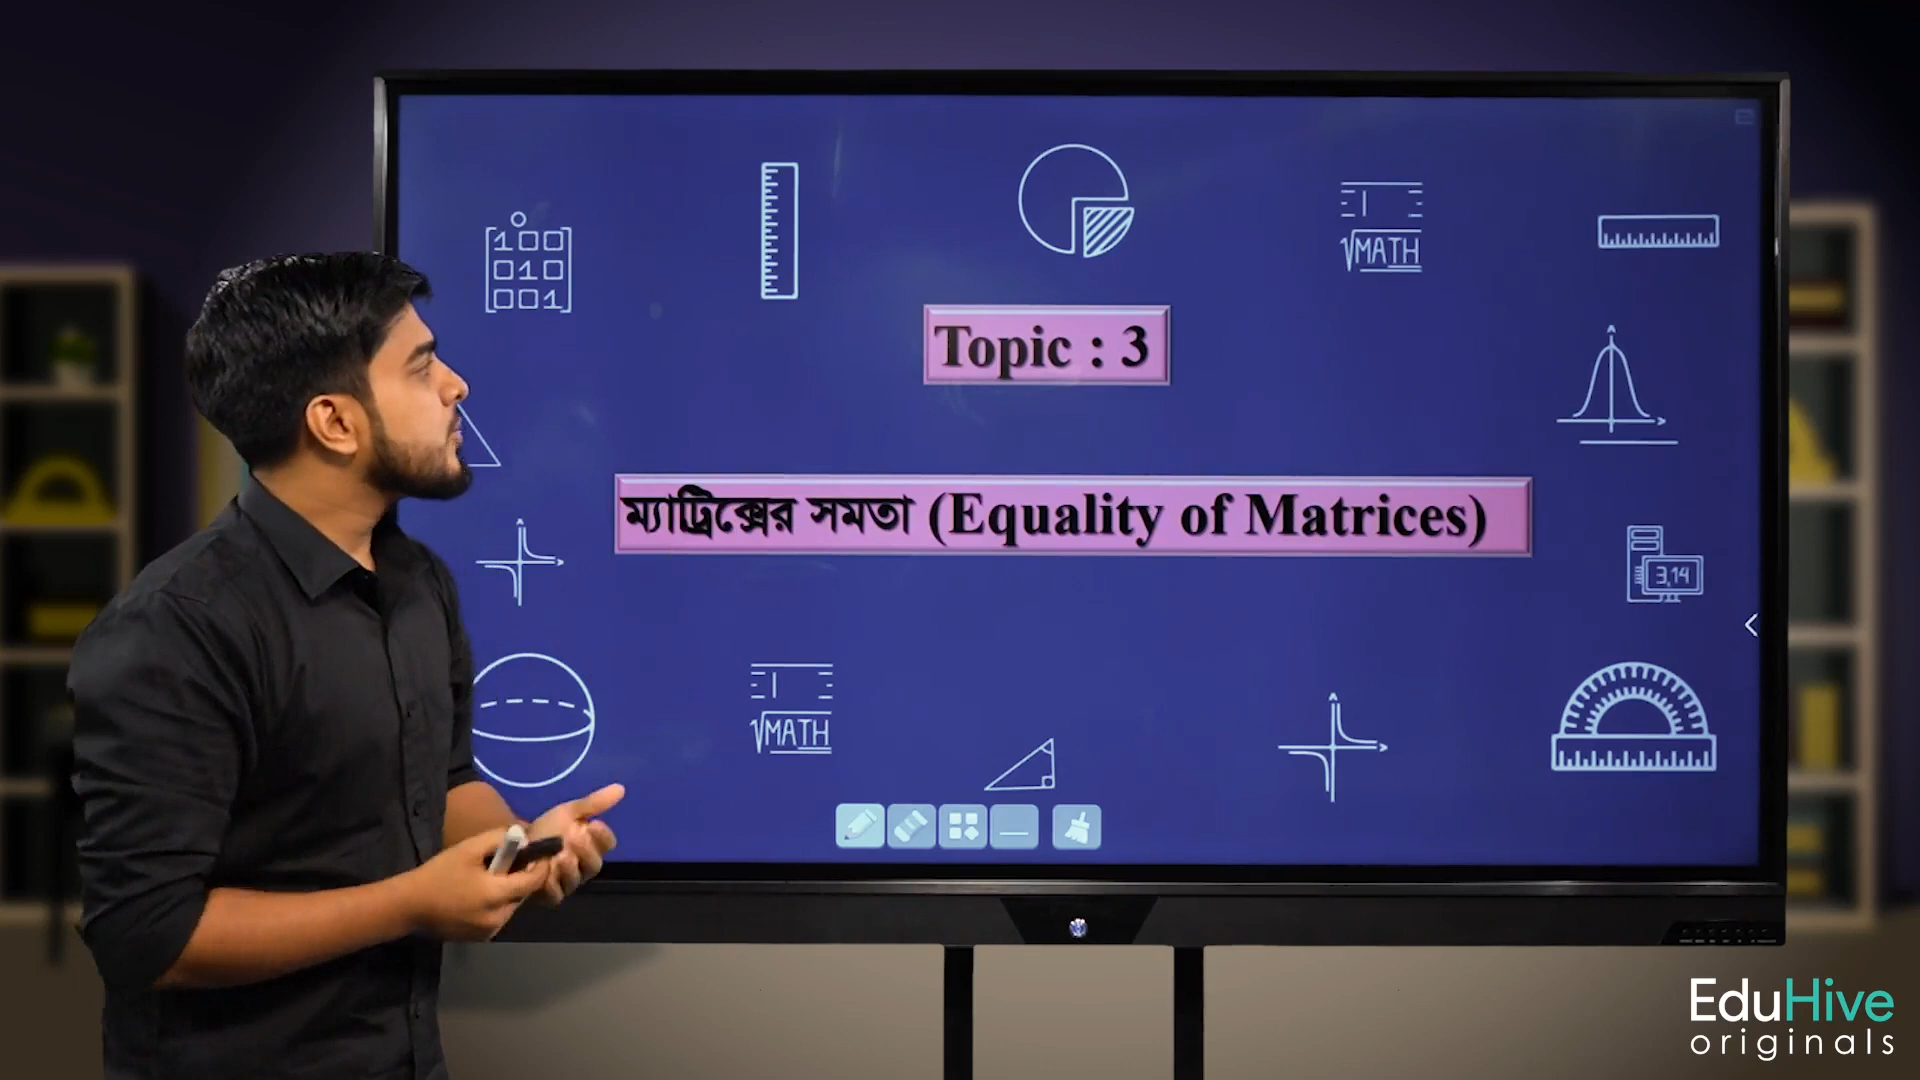 100
010
001
√MATH
Topic : 3
ম্যাট্রিক্সের সমতা (Equality of Matrices)
3,14
√MATH
EduHive
originals